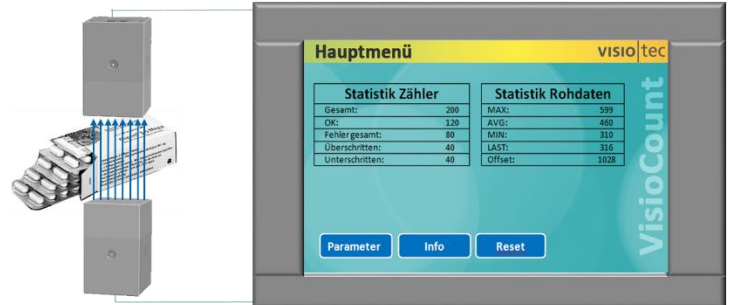 Hauptmenü
VISIO|tec
Statistik Zähler
Gesamt: 200
OK: 120
Fehler gesamt: 80
Überschritten: 40
Unterschritten: 40
Statistik Rohdaten
MAX: 599
AVG: 460
MIN: 310
LAST: 316
Offset: 1028
VisioCount
Parameter
Info
Reset